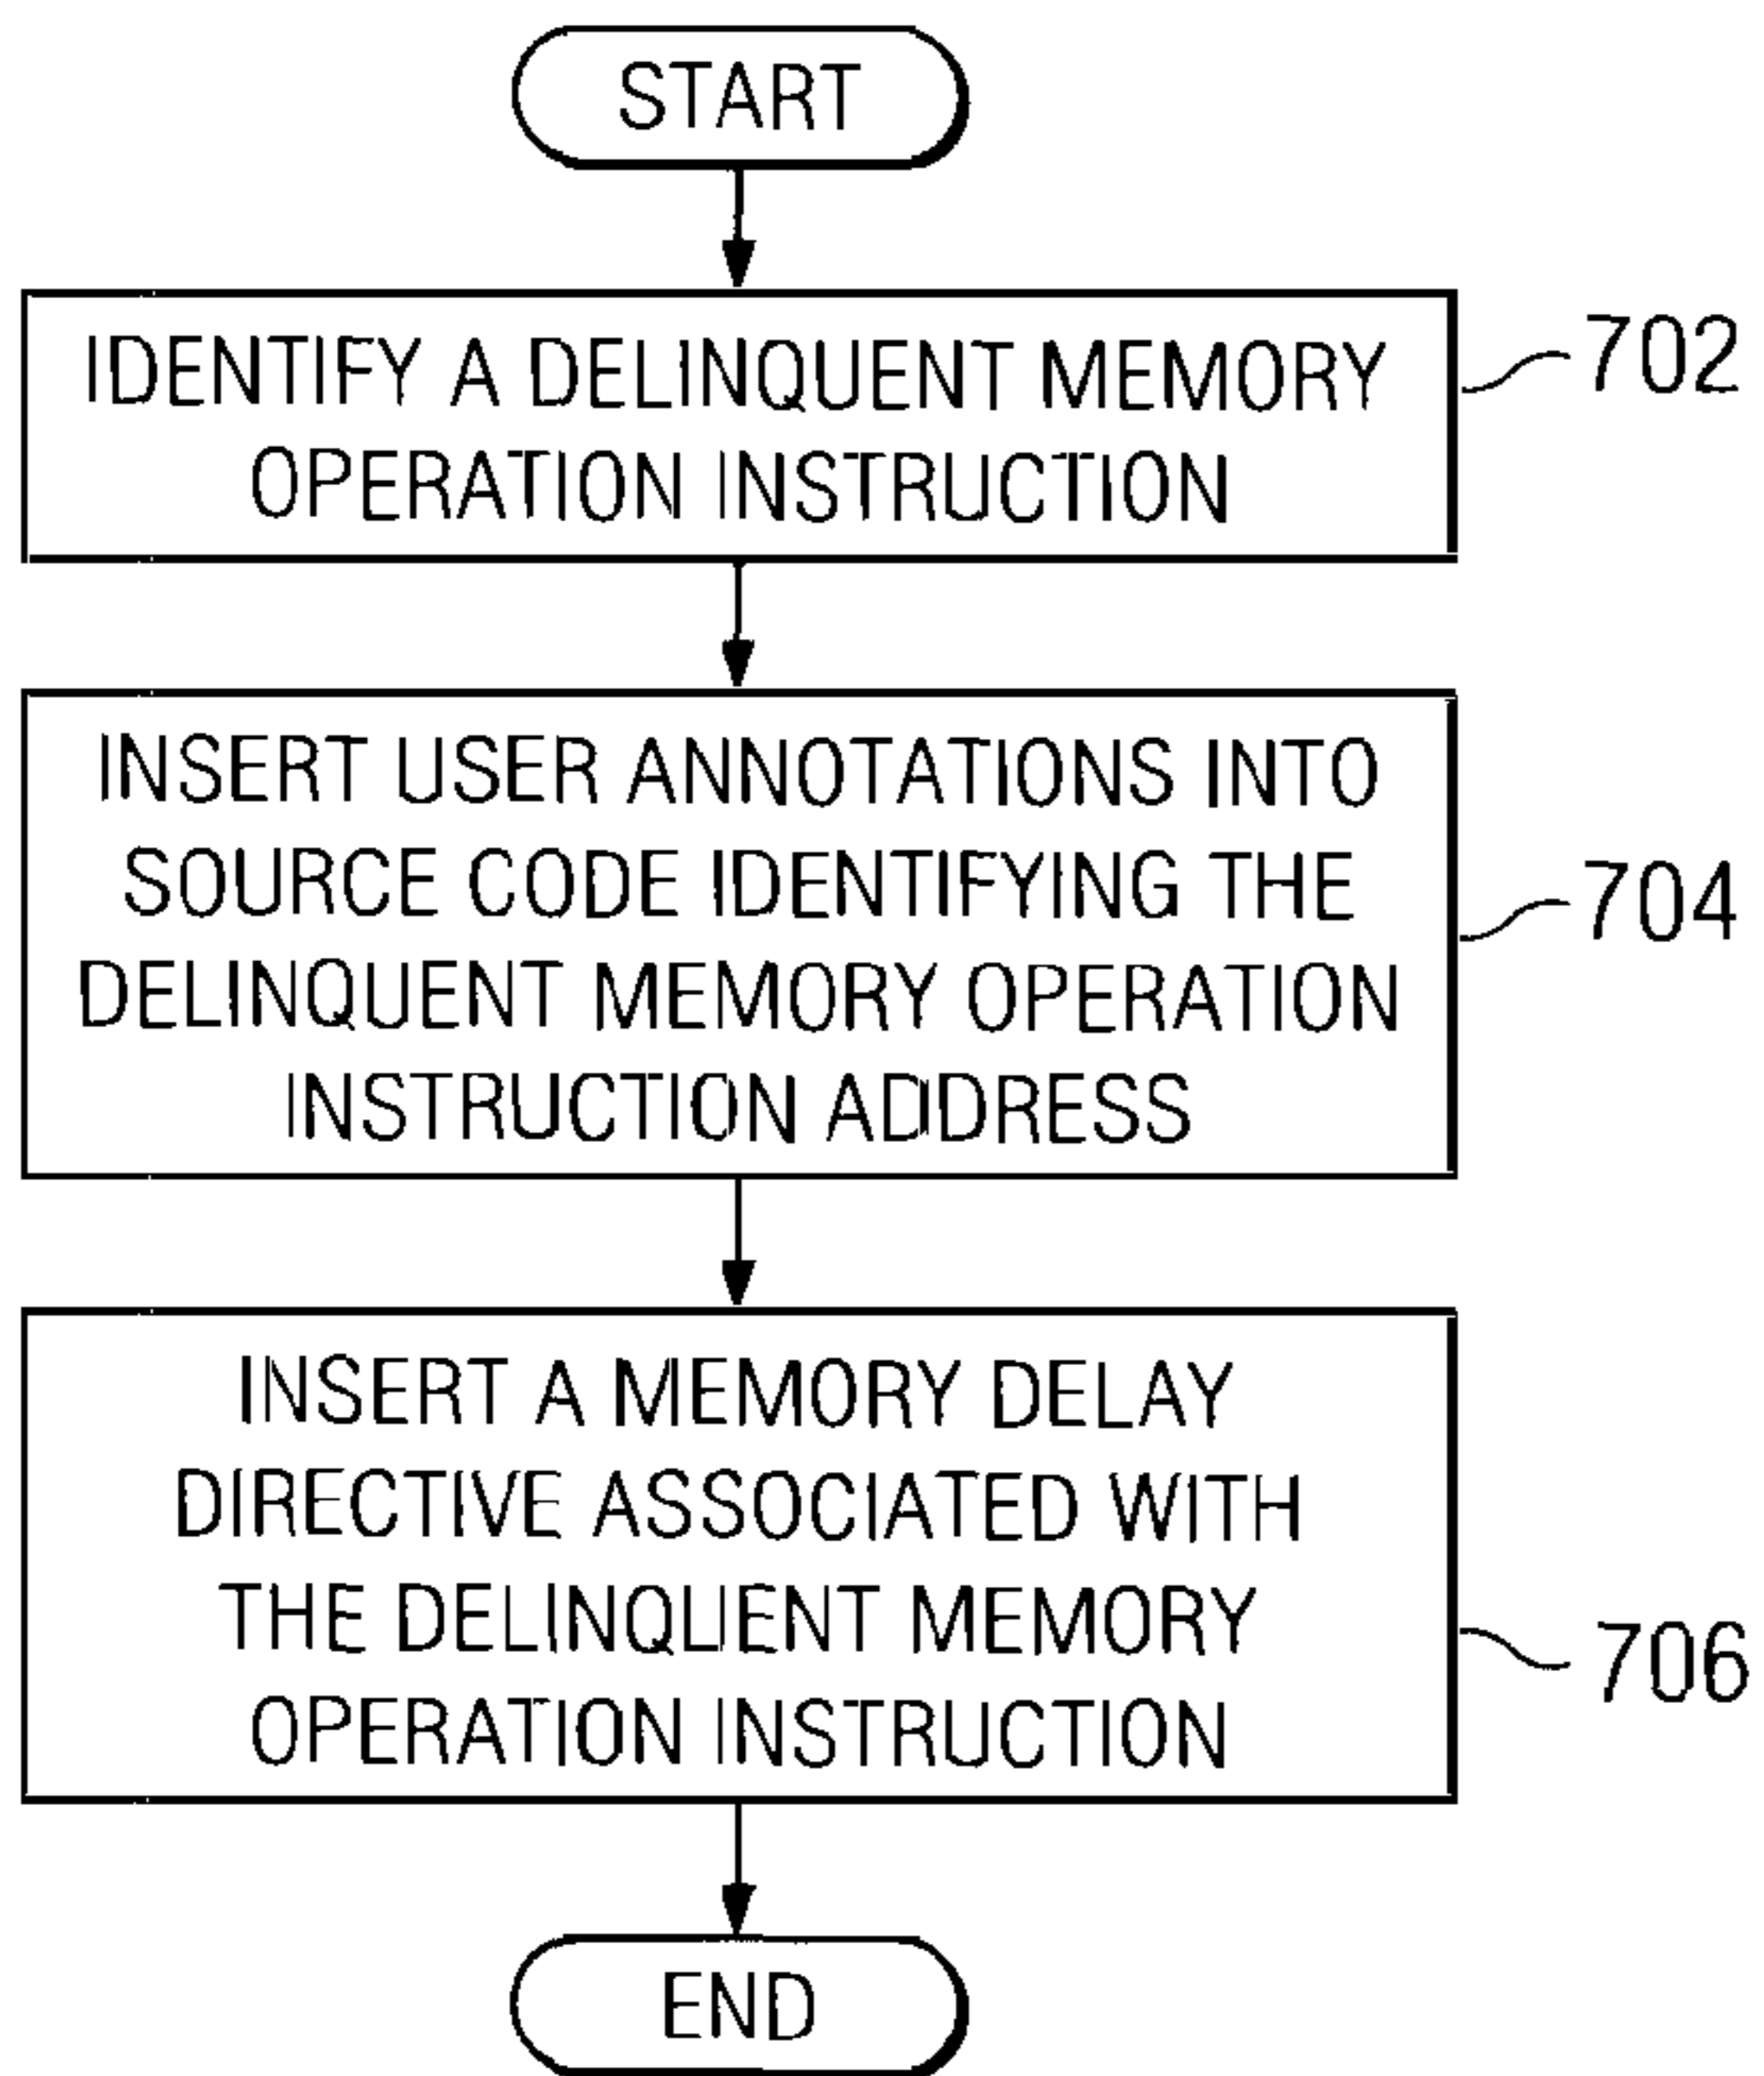 START
IDENTIFY A DELINQUENT MEMORY
OPERATION INSTRUCTION
702
INSERT USER ANNOTATIONS INTO
SOURCE CODE IDENTIFYING THE
DELINQUENT MEMORY OPERATION
INSTRUCTION ADDRESS
704
INSERT A MEMORY DELAY
DIRECTIVE ASSOCIATED WITH
THE DELINQUENT MEMORY
OPERATION INSTRUCTION
706
END